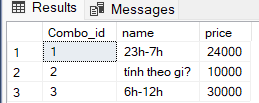 Results Messages
Combo_id name price
1 1 23h-7h 24000
2 2 tính theo gi? 10000
3 3 6h-12h 30000